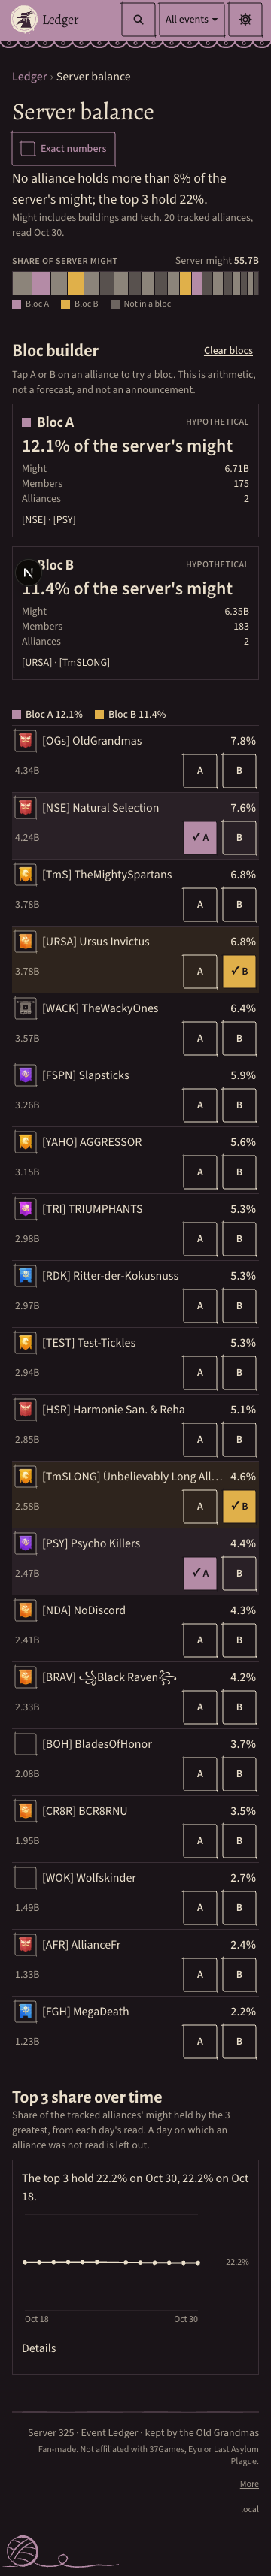 Ledger
All events
Ledger › Server balance
Server balance
Exact numbers
No alliance holds more than 8% of the
server's might; the top 3 hold 22%.
Might includes buildings and tech. 20 tracked alliances,
read Oct 30.
SHARE OF SERVER MIGHT
Server might 55.7B
Bloc A
Bloc B
Not in a bloc
Bloc builder
Clear blocs
Tap A or B on an alliance to try a bloc. This is arithmetic,
not a forecast, and not an announcement.
Bloc A
HYPOTHETICAL
12.1% of the server's might
Might 6.71B
Members 175
Alliances 2
[NSE] · [PSY]
N
Bloc B
HYPOTHETICAL
11.4% of the server's might
Might 6.35B
Members 183
Alliances 2
[URSA] · [TmSLONG]
Bloc A 12.1%
Bloc B 11.4%
[OGs] OldGrandmas 7.8%
4.34B A B
[NSE] Natural Selection 7.6%
4.24B ✓ A B
[TmS] TheMightySpartans 6.8%
3.78B A B
[URSA] Ursus Invictus 6.8%
3.78B A ✓ B
[WACK] TheWackyOnes 6.4%
3.57B A B
[FSPN] Slapsticks 5.9%
3.26B A B
[YAHO] AGGRESSOR 5.6%
3.15B A B
[TRI] TRIUMPHANTS 5.3%
2.98B A B
[RDK] Ritter-der-Kokusnuss 5.3%
2.97B A B
[TEST] Test-Tickles 5.3%
2.94B A B
[HSR] Harmonie San. & Reha 5.1%
2.85B A B
[TmSLONG] Ünbelievably Long All... 4.6%
2.58B A ✓ B
[PSY] Psycho Killers 4.4%
2.47B ✓ A B
[NDA] NoDiscord 4.3%
2.41B A B
[BRAV] ꧁Black Raven꧂ 4.2%
2.33B A B
[BOH] BladesOfHonor 3.7%
2.08B A B
[CR8R] BCR8RNU 3.5%
1.95B A B
[WOK] Wolfskinder 2.7%
1.49B A B
[AFR] AllianceFr 2.4%
1.33B A B
[FGH] MegaDeath 2.2%
1.23B A B
Top 3 share over time
Share of the tracked alliances' might held by the 3
greatest, from each day's read. A day on which an
alliance was not read is left out.
The top 3 hold 22.2% on Oct 30, 22.2% on Oct
18.
22.2%
Oct 18
Oct 30
Details
Server 325 · Event Ledger · kept by the Old Grandmas
Fan-made. Not affiliated with 37Games, Eyu or Last Asylum
Plague.
More
local